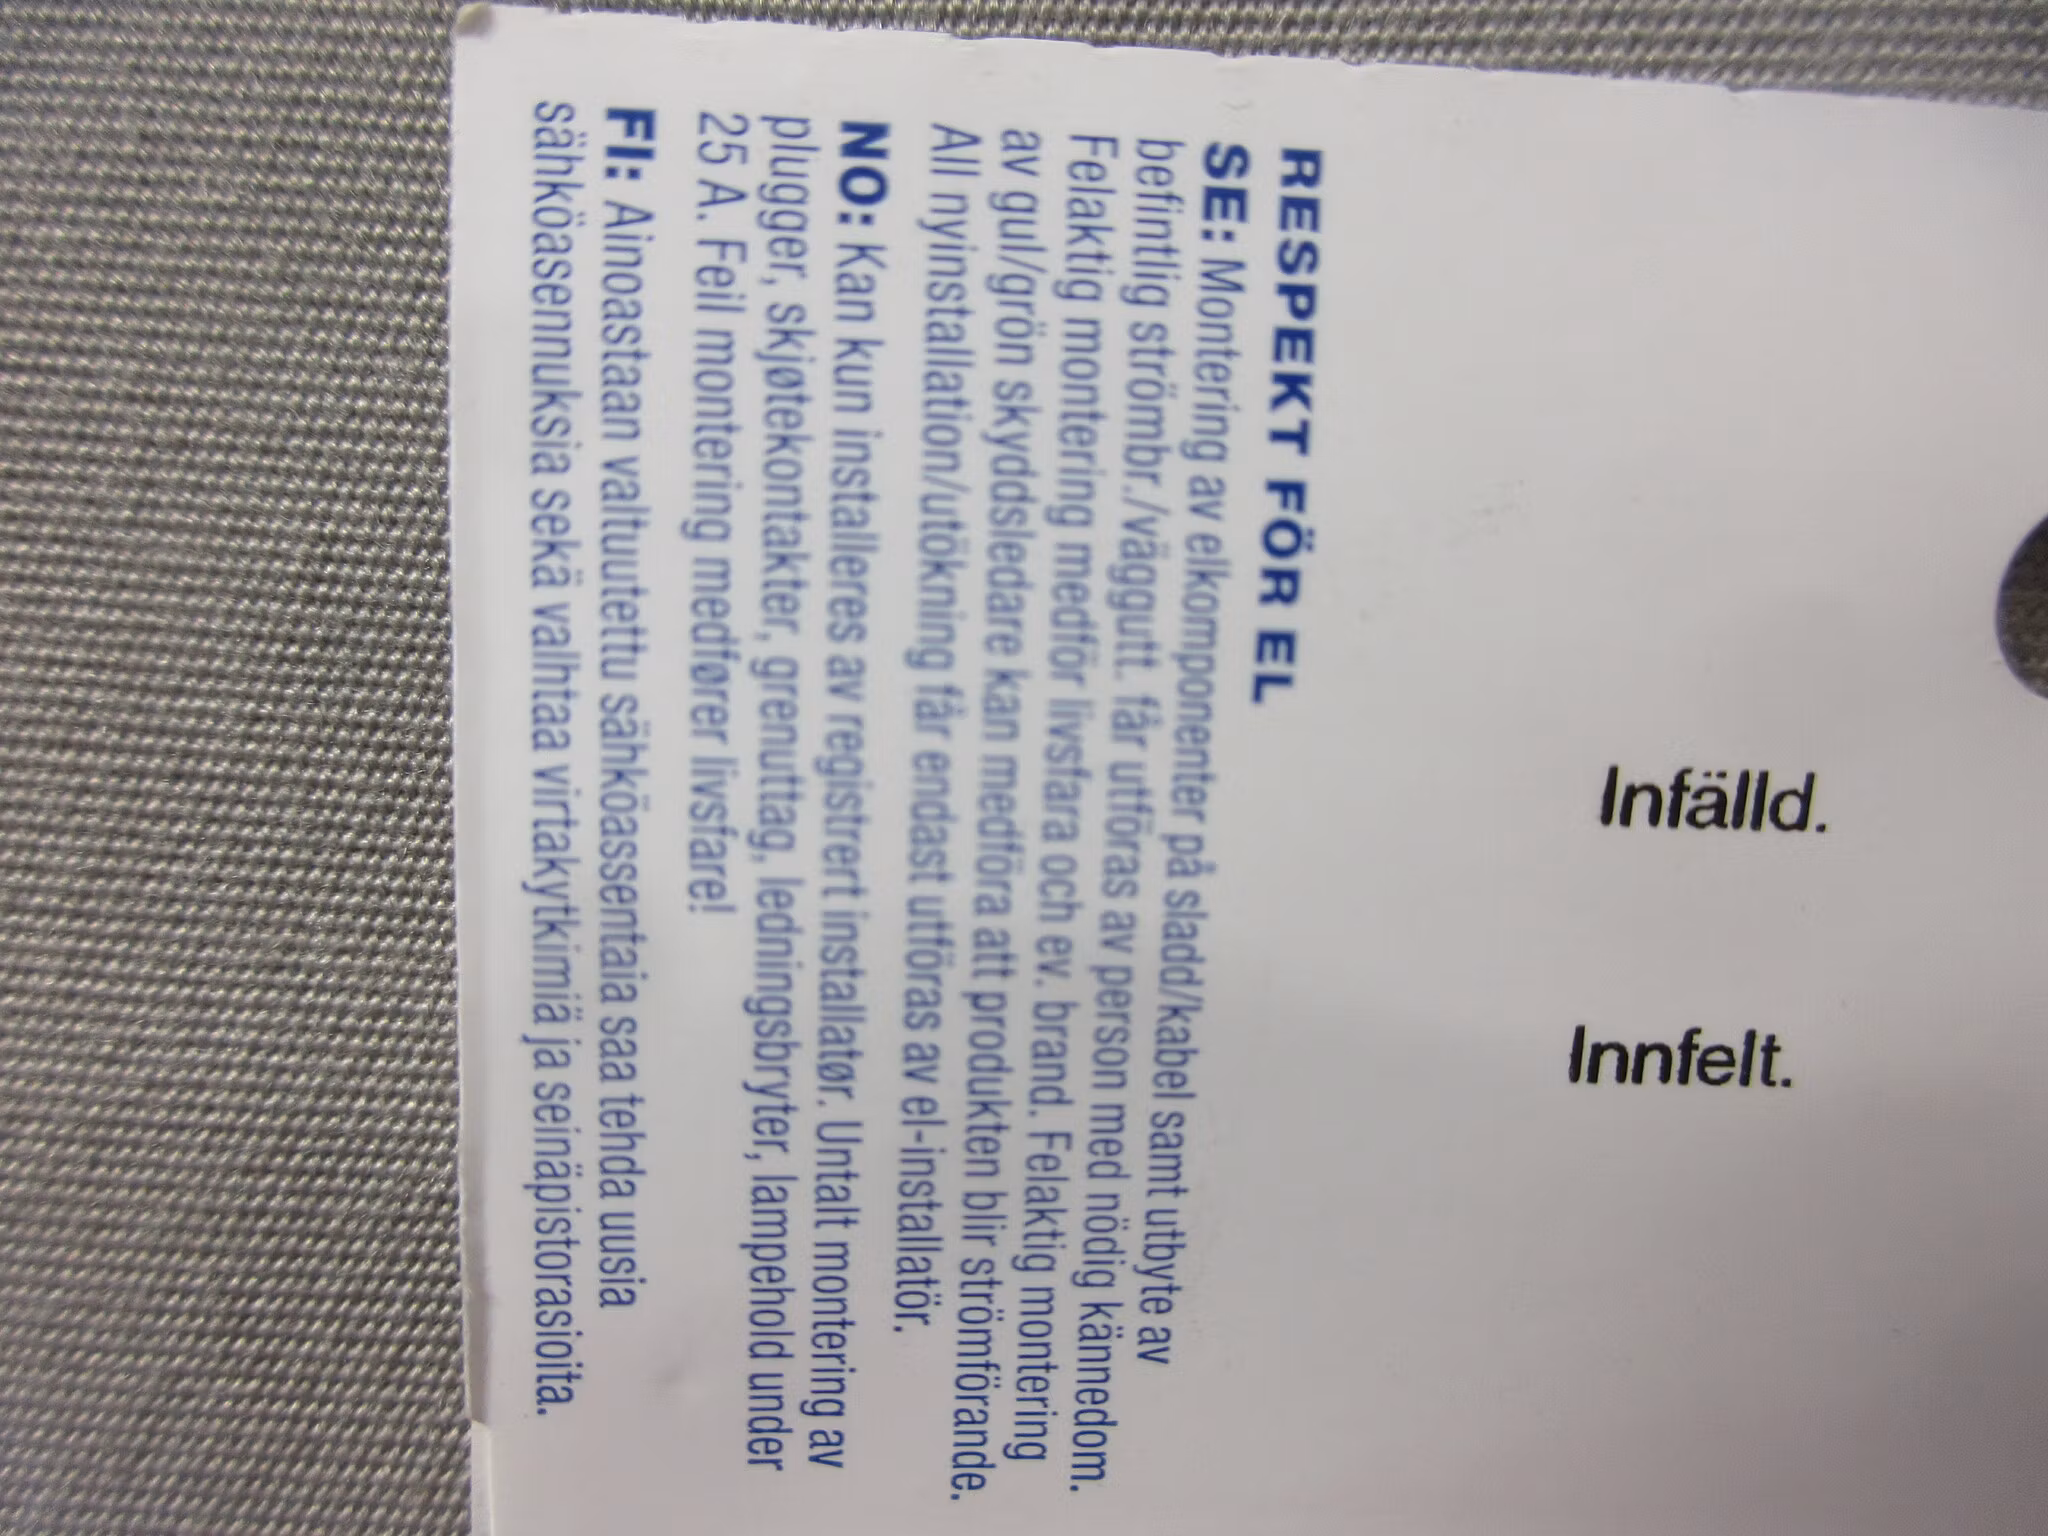 RESPEKT FÖR EL
SE: Montering av elkomponenter på sladd/kabel samt utbyte av
befintlig strömbr./väggutt. får utföras av person med nödig kännedom.
Felaktig montering medför livsfara och ev. brand. Felaktig montering
av gul/grön skyddsledare kan medföra att produkten blir strömförande.
All nyinstallation/utökning får endast utföras av el-installatör.
NO: Kan kun installeres av registrert installatør. Untalt montering av
plugger, skjøtekontakter, grenuttag, ledningsbryter, lampehold under
25 A. Feil montering medfører livsfare!
FI: Ainoastaan valtuutettu sähköassentaia saa tehda uusia
sähköasennuksia sekä vaihtaa virtakytkimiä ja seinäpistorasioita.
Infälld.
Innfelt.